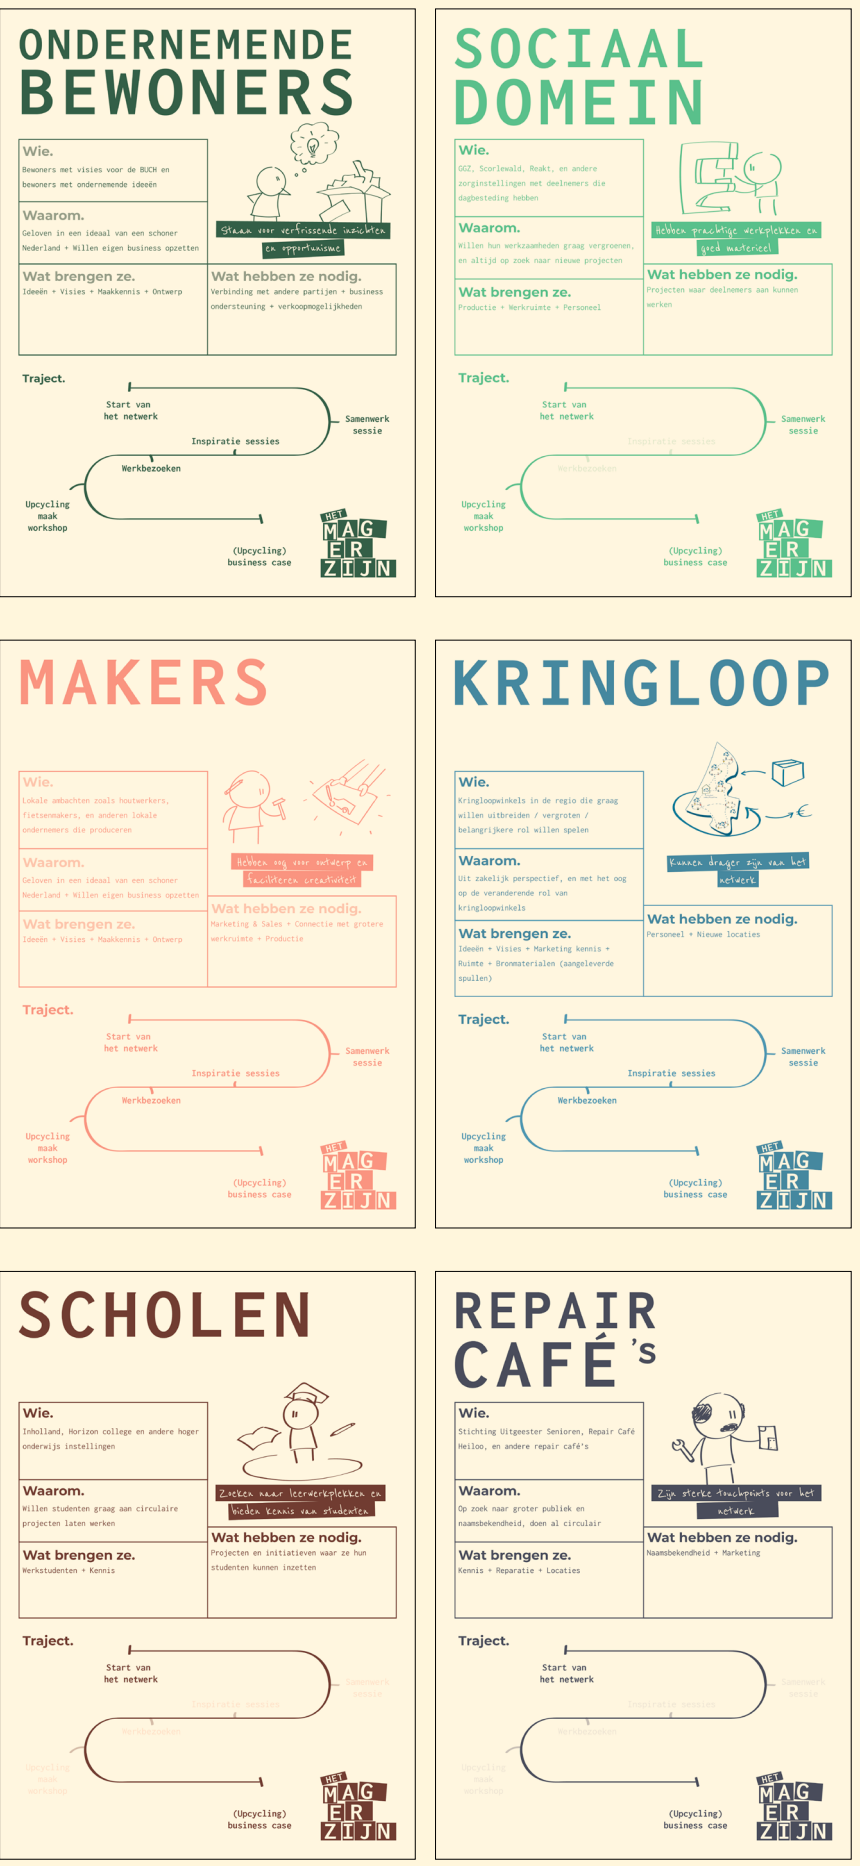 ONDERNEMENDE
BEWONERS
Wie.
Bewoners met visies voor de BUCH en
bewoners met ondernemende ideeën
Waarom.
Geloven in een ideaal van een schoner
Nederland + Willen eigen business opzetten
Staan voor verfrissende inzichten
en opportunisme
Wat brengen ze.
Ideeën + Visies + Maakkennis + Ontwerp
Wat hebben ze nodig.
Verbinding met andere partijen + business
ondersteuning + verkoopmogelijkheden
Traject.
Start van
het netwerk
Samenwerk
sessie
Inspiratie sessies
Werkbezoeken
Upcycling
maak
workshop
(Upcycling)
business case
HET
MAG
ER
ZIJN
SOCIAAL
DOMEIN
Wie.
GGZ, Scorlewald, Reakt, en andere
zorginstellingen met deelnemers die
dagbesteding hebben
Waarom.
Willen hun werkzaamheden graag vergroenen,
en altijd op zoek naar nieuwe projecten
Hebben prachtige werkplekken en
goed materieel
Wat brengen ze.
Productie + Werkruimte + Personeel
Wat hebben ze nodig.
Projecten waar deelnemers aan kunnen
werken
Traject.
Start van
het netwerk
Samenwerk
sessie
Inspiratie sessies
Werkbezoeken
Upcycling
maak
workshop
(Upcycling)
business case
HET
MAG
ER
ZIJN
MAKERS
Wie.
Lokale ambachten zoals houtwerkers,
fietsenmakers, en anderen lokale
ondernemers die produceren
Waarom.
Geloven in een ideaal van een schoner
Nederland + Willen eigen business opzetten
Hebben oog voor ontwerp en
faciliteren creativiteit
Wat brengen ze.
Ideeën + Visies + Maakkennis + Ontwerp
Wat hebben ze nodig.
Marketing & Sales + Connectie met grotere
werkruimte + Productie
Traject.
Start van
het netwerk
Samenwerk
sessie
Inspiratie sessies
Werkbezoeken
Upcycling
maak
workshop
(Upcycling)
business case
HET
MAG
ER
ZIJN
KRINGLOOP
Wie.
Kringloopwinkels in de regio die graag
willen uitbreiden / vergroten /
belangrijkere rol willen spelen
€
Waarom.
Uit zakelijk perspectief, en met het oog
op de veranderende rol van
kringloopwinkels
Kunnen drager zijn van het
netwerk
Wat brengen ze.
Ideeën + Visies + Marketing kennis +
Ruimte + Bronmaterialen (aangeleverde
spullen)
Wat hebben ze nodig.
Personeel + Nieuwe locaties
Traject.
Start van
het netwerk
Samenwerk
sessie
Inspiratie sessies
Werkbezoeken
Upcycling
maak
workshop
(Upcycling)
business case
HET
MAG
ER
ZIJN
SCHOLEN
Wie.
Inholland, Horizon college en andere hoger
onderwijs instellingen
Waarom.
Willen studenten graag aan circulaire
projecten laten werken
Zoeken naar leerwerkplekken en
bieden kennis van studenten
Wat brengen ze.
Werkstudenten + Kennis
Wat hebben ze nodig.
Projecten en initiatieven waar ze hun
studenten kunnen inzetten
Traject.
Start van
het netwerk
Samenwerk
sessie
Inspiratie sessies
Werkbezoeken
Upcycling
maak
workshop
(Upcycling)
business case
HET
MAG
ER
ZIJN
REPAIR
CAFÉ's
Wie.
Stichting Uitgeester Senioren, Repair Café
Heiloo, en andere repair café's
Waarom.
Op zoek naar groter publiek en
naamsbekendheid, doen al circulair
Zijn sterke touchpoints voor het
netwerk
Wat brengen ze.
Kennis + Reparatie + Locaties
Wat hebben ze nodig.
Naamsbekendheid + Marketing
Traject.
Start van
het netwerk
Samenwerk
sessie
Inspiratie sessies
Werkbezoeken
Upcycling
maak
workshop
(Upcycling)
business case
HET
MAG
ER
ZIJN